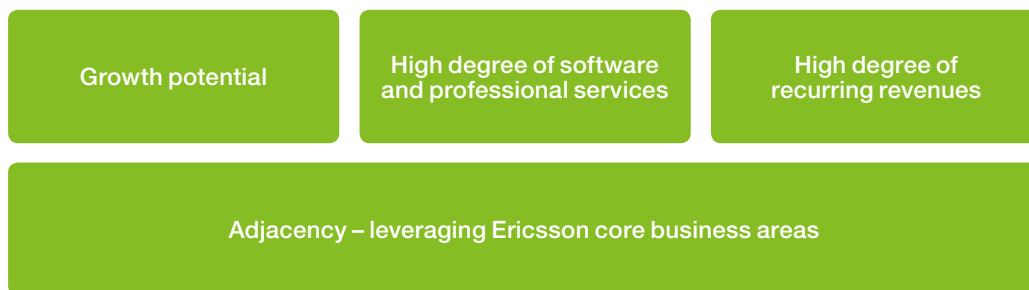 Growth potential
High degree of software
and professional services
High degree of
recurring revenues
Adjacency – leveraging Ericsson core business areas